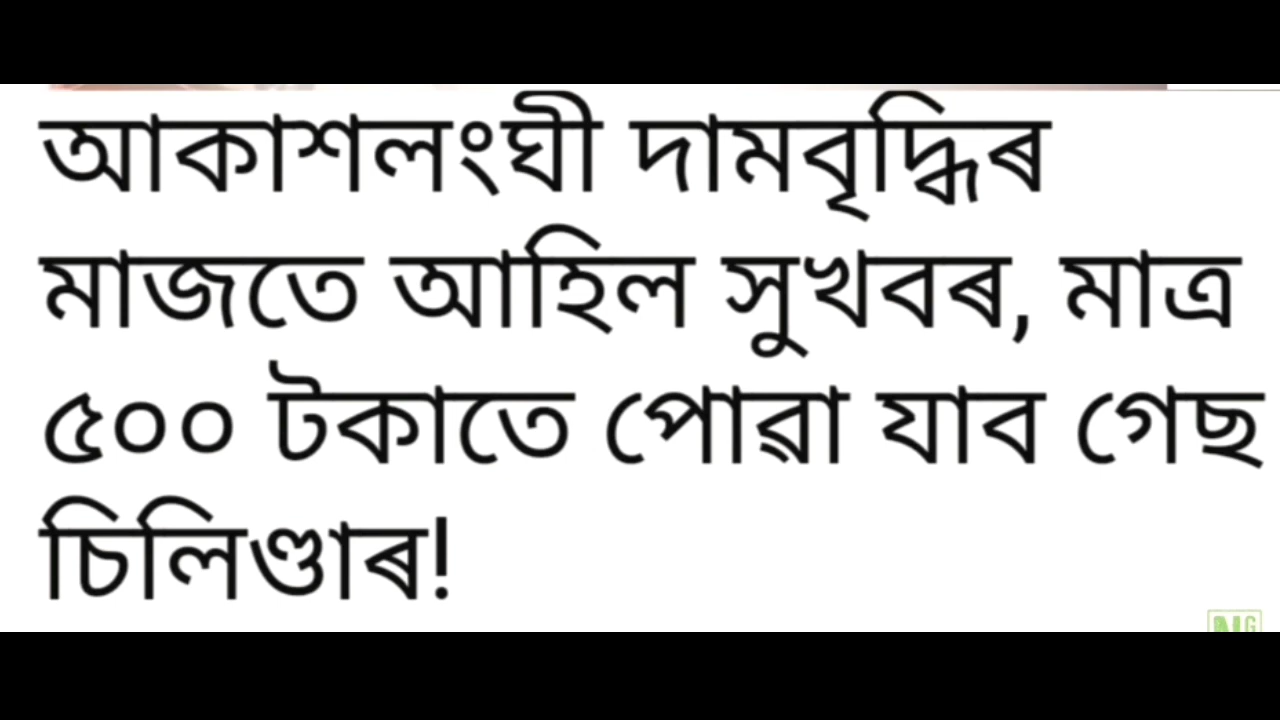 আকাশলংঘী দামবৃদ্ধিৰ
মাজতে আহিল সুখবৰ, মাত্ৰ
৫০০ টকাতে পোৱা যাব গেছ
চিলিণ্ডাৰ!